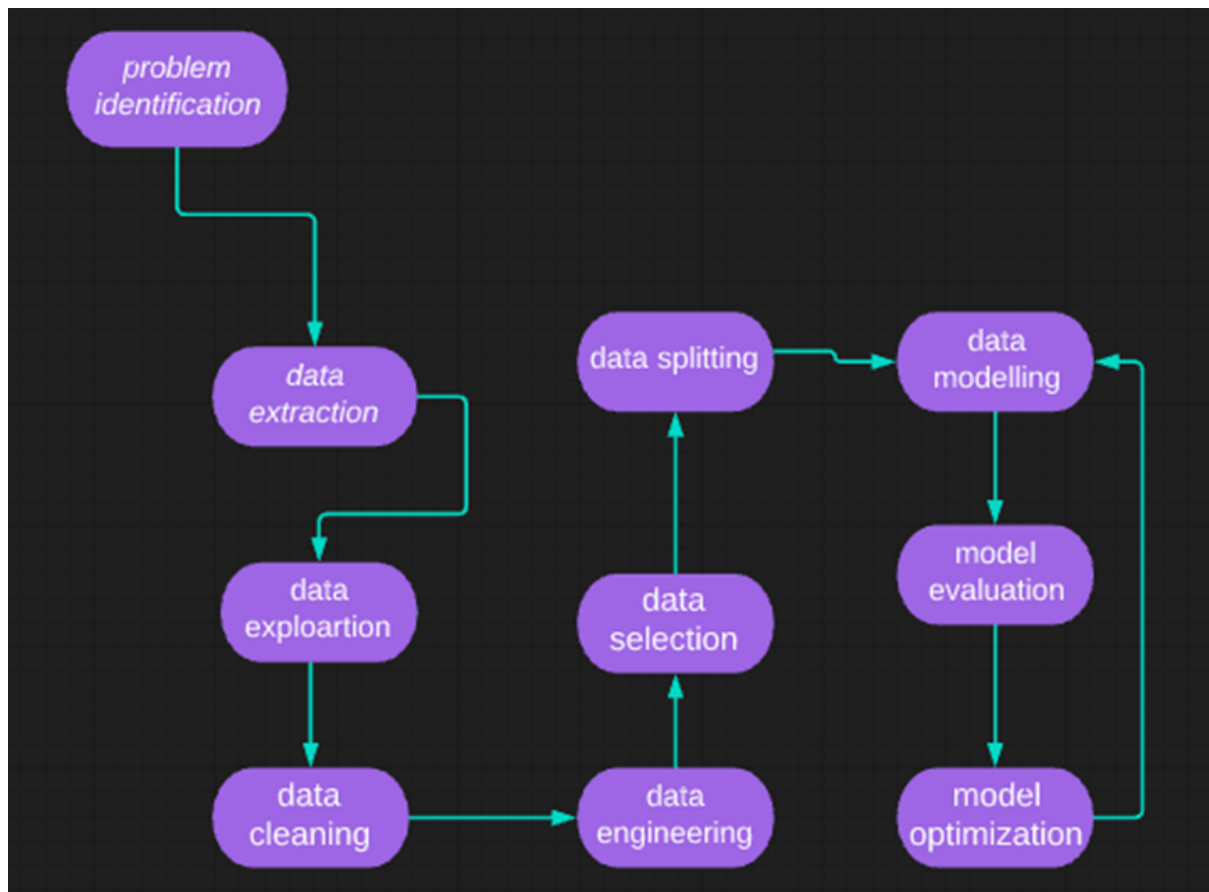 problem
identification
data
extraction
data
exploartion
data
cleaning
data
engineering
data
selection
data splitting
data
modelling
model
evaluation
model
optimization